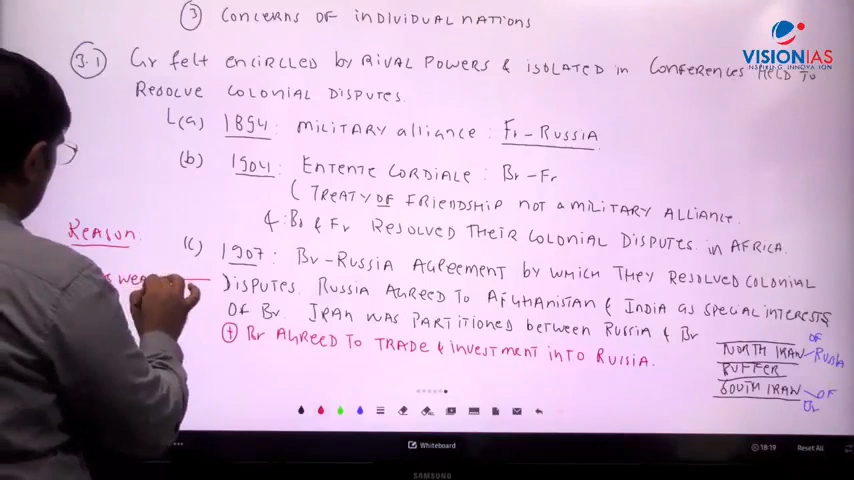 ③ CONCERNS OF INDIVIDUAL NATIONS
VISIONIAS
INSPIRING INNOVATION
3.1 Gr FELT ENCIRCLED by RIVAL POWERS & ISOLATED in CONFERENCES HELD TO
RESOLVE COLONIAL DISPUTES.
(a) 1894: MILITARY alliance: Fr-RUSSIA
(b) 1904: ENTENTE CORDIALE: Br-Fr
(TREATY OF FRIENDSHIP NOT A MILITARY ALLIANCE.
& Br & Fr RESOLVED THEIR COLONIAL DISPUTES in AFRICA.
Reason.
(c) 1907: Br-RUSSIA AGREEMENT by WHICH THEY RESOLVED COLONIAL
DISPUTES. RUSSIA AGREED TO AFGHANISTAN & INDIA AS SPECIAL INTERESTS
OF Br. IRAN WAS PARTITIONED between RUSSIA & Br
⊕ Br AGREED TO TRADE & investment into RUSSIA.
NORTH IRAN OF RUSSIA
BUFFER
SOUTH IRAN OF Br
Whiteboard
18:19
Reset All
SAMSUNG